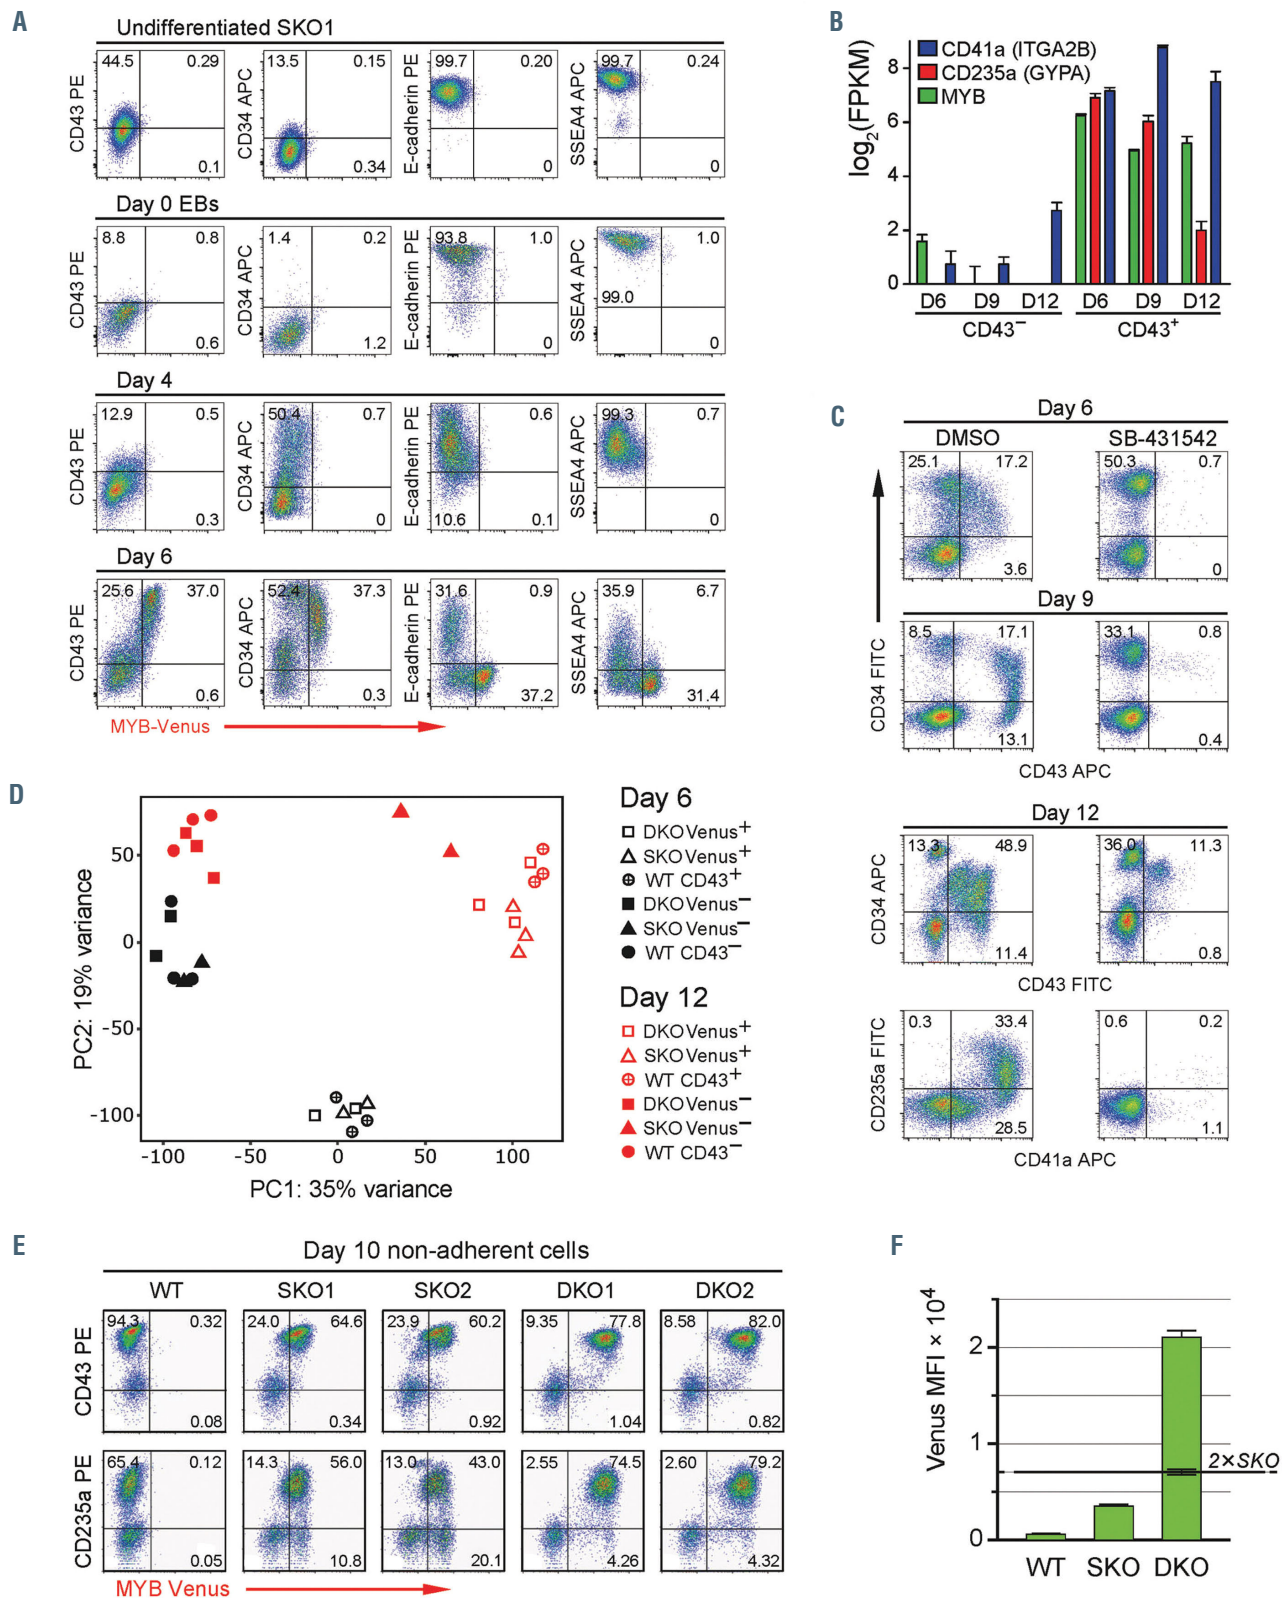 A
Undifferentiated SKO1
CD43 PE
44.5
0.29
0.1
CD34 APC
13.5
0.15
0.34
E-cadherin PE
99.7
0.20
0
SSEA4 APC
99.7
0.24
0
Day 0 EBs
CD43 PE
8.8
0.8
0.6
CD34 APC
1.4
0.2
1.2
E-cadherin PE
93.8
1.0
0
SSEA4 APC
1.0
99.0
0
Day 4
CD43 PE
12.9
0.5
0.3
CD34 APC
50.4
0.7
0
E-cadherin PE
0.6
10.6
0.1
SSEA4 APC
99.3
0.7
0
Day 6
CD43 PE
25.6
37.0
0.6
CD34 APC
52.4
37.3
0.3
E-cadherin PE
31.6
0.9
37.2
SSEA4 APC
35.9
6.7
31.4
MYB-Venus
B
log2(FPKM)
8
6
4
2
0
CD41a (ITGA2B)
CD235a (GYPA)
MYB
D6 D9 D12 D6 D9 D12
CD43− CD43+
C
Day 6
DMSO SB-431542
25.1 17.2 50.3 0.7
3.6 0
Day 9
8.5 17.1 33.1 0.8
13.1 0.4
CD34 FITC
CD43 APC
Day 12
CD34 APC
13.3 48.9 36.0 11.3
11.4 0.8
CD43 FITC
CD235a FITC
0.3 33.4 0.6 0.2
28.5 1.1
CD41a APC
D
PC2: 19% variance
50
0
-50
-100
-100 -50 0 50 100
PC1: 35% variance
Day 6
DKO Venus+
SKO Venus+
WT CD43+
DKO Venus−
SKO Venus−
WT CD43−
Day 12
DKO Venus+
SKO Venus+
WT CD43+
DKO Venus−
SKO Venus−
WT CD43−
E
Day 10 non-adherent cells
WT SKO1 SKO2 DKO1 DKO2
CD43 PE
94.3 0.32 24.0 64.6 23.9 60.2 9.35 77.8 8.58 82.0
0.08 0.34 0.92 1.04 0.82
CD235a PE
65.4 0.12 14.3 56.0 13.0 43.0 2.55 74.5 2.60 79.2
0.05 10.8 20.1 4.26 4.32
MYB Venus
F
Venus MFI × 10⁴
2
1
0
2×SKO
WT SKO DKO